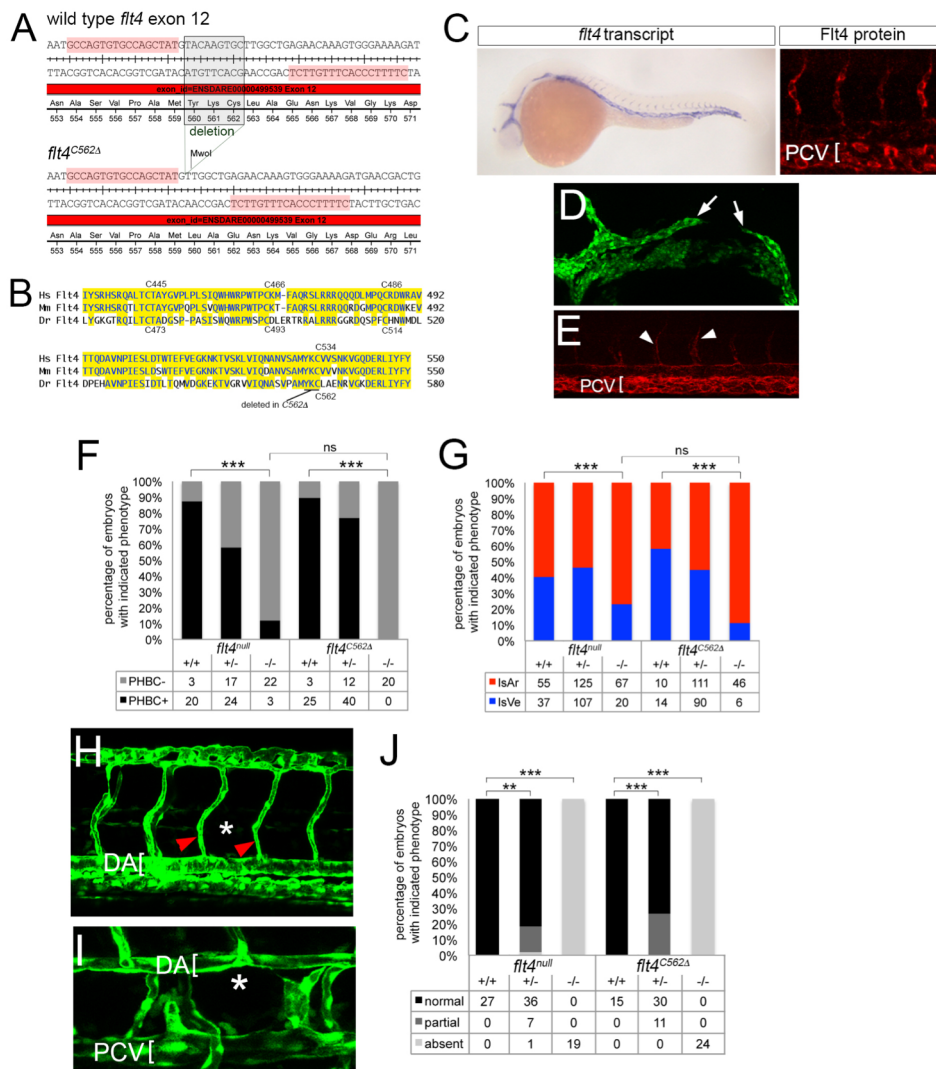 A
wild type flt4 exon 12
AATGCCAGTGTGCCAGCTATGTACAAGTGCTTGGCTGAGAACAAAGTGGGAAAAGAT
TTACGGTCACACGGTCGATACATGTTCACGAACCGACTCTTGTTTCACCCTTTTCTA
exon_id=ENSDARE00000499539 Exon 12
Asn Ala Ser Val Pro Ala Met Tyr Lys Cys Leu Ala Glu Asn Lys Val Gly Lys Asp
553 554 555 556 557 558 559 560 561 562 563 564 565 566 567 568 569 570 571
deletion
MwoI
flt4C562Δ
AATGCCAGTGTGCCAGCTATGTTGGCTGAGAACAAAGTGGGAAAAGATGAACGACTG
TTACGGTCACACGGTCGATACAACCGACTCTTGTTTCACCCTTTTCTACTTGCTGAC
exon_id=ENSDARE00000499539 Exon 12
Asn Ala Ser Val Pro Ala Met Leu Ala Glu Asn Lys Val Gly Lys Asp Glu Arg Leu
553 554 555 556 557 558 559 560 561 562 563 564 565 566 567 568 569 570 571
B
C445 C466 C486
Hs Flt4 IYSRHSRQALTCTAYGVPLPLSIQWHWRPWTPCKM-FAQRSLRRRQQQDLMPQCRDWRAV 492
Mm Flt4 IYSRHSRQTLTCTAYGVPQPLSVQWHWRPWTPCKT-FAQRSLRRRQQRDGMPQCRDWKEV 492
Dr Flt4 LYGKGTRQILTCTADGSP-PASISWQWRPWSPCDLERTRRALRRRGGRDQSPFCHNWMDL 520
C473 C493 C514
C534
Hs Flt4 TTQDAVNPIESLDTWTEFVEGKNKTVSKLVIQNANVSAMYKCVVSNKVGQDERLIYFY 550
Mm Flt4 TTQDAVNPIESLDSWTEFVEGKNKTVSKLVIQDANVSAMYKCVVVNKVGQDERLIYFY 550
Dr Flt4 DPEHAVNPIESIDTLTQMVDGKEKTVGRVVIQNASVPAMYKCLAENRVGKDERLIYFY 580
C562
deleted in C562Δ
C
flt4 transcript
Flt4 protein
PCV [
D
E
PCV [
F
ns
*** ***
percentage of embryos with indicated phenotype
100%
90%
80%
70%
60%
50%
40%
30%
20%
10%
0%
flt4null flt4C562Δ
+/+ +/- -/- +/+ +/- -/-
PHBC- 3 17 22 3 12 20
PHBC+ 20 24 3 25 40 0
G
ns
*** ***
percentage of embryos with indicated phenotype
100%
90%
80%
70%
60%
50%
40%
30%
20%
10%
0%
flt4null flt4C562Δ
+/+ +/- -/- +/+ +/- -/-
IsAr 55 125 67 10 111 46
IsVe 37 107 20 14 90 6
H
*
DA[
I
DA[
*
PCV [
J
*** ***
** ***
percentage of embryos with indicated phenotype
100%
90%
80%
70%
60%
50%
40%
30%
20%
10%
0%
flt4null flt4C562Δ
+/+ +/- -/- +/+ +/- -/-
normal 27 36 0 15 30 0
partial 0 7 0 11 0
absent 0 1 19 0 0 24